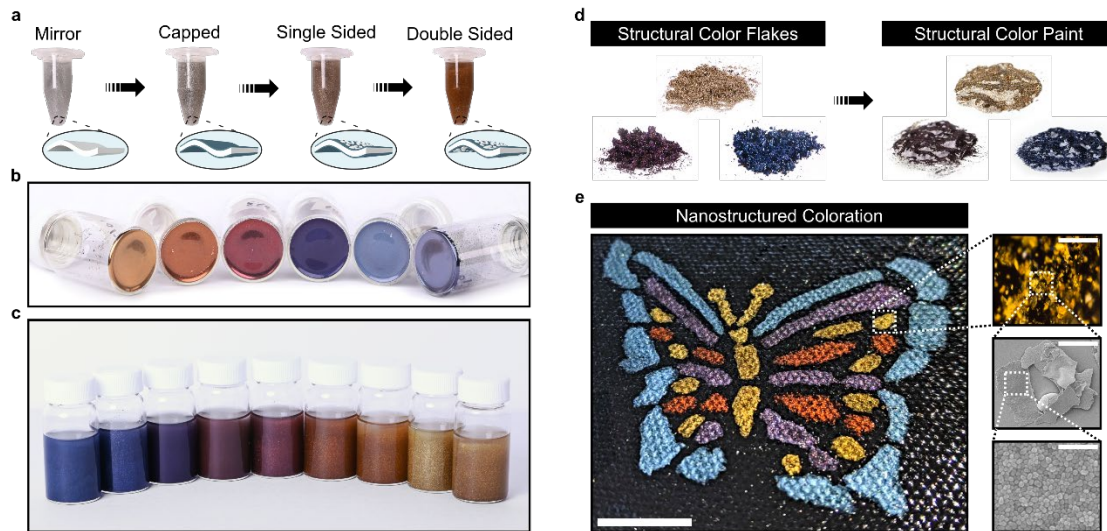 a
Mirror
Capped
Single Sided
Double Sided
b
c
d
Structural Color Flakes
Structural Color Paint
e
Nanostructured Coloration